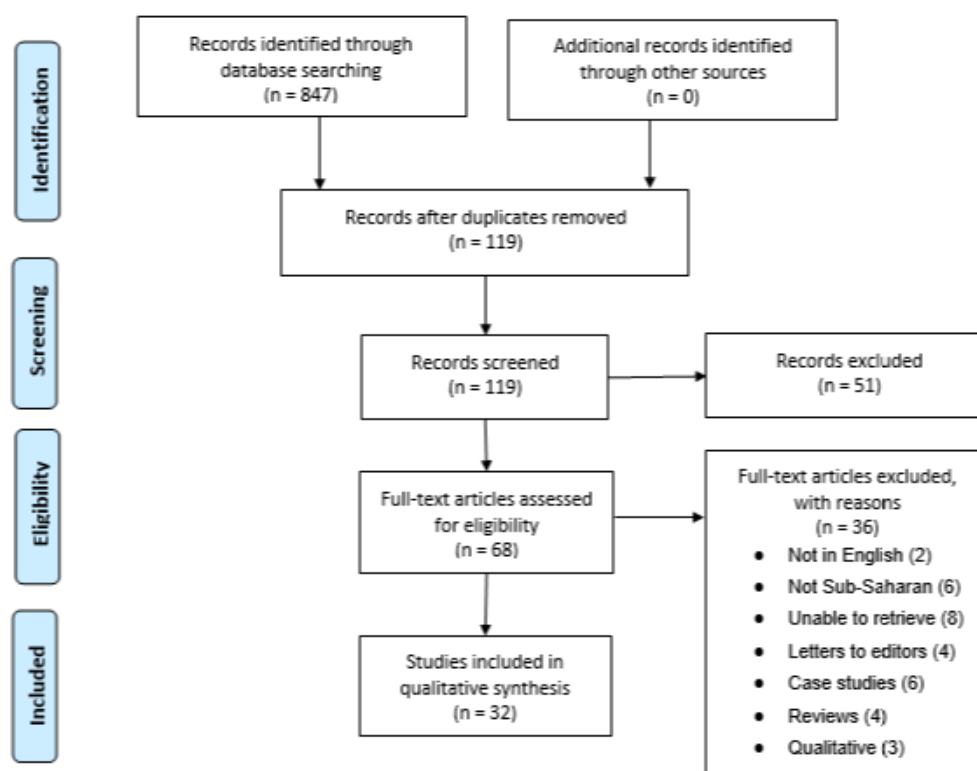 Identification
Records identified through
database searching
(n = 847)
Additional records identified
through other sources
(n = 0)
Records after duplicates removed
(n = 119)
Screening
Records screened
(n = 119)
Records excluded
(n = 51)
Eligibility
Full-text articles assessed
for eligibility
(n = 68)
Full-text articles excluded,
with reasons
(n = 36)
● Not in English (2)
● Not Sub-Saharan (6)
● Unable to retrieve (8)
● Letters to editors (4)
● Case studies (6)
● Reviews (4)
● Qualitative (3)
Included
Studies included in
qualitative synthesis
(n = 32)